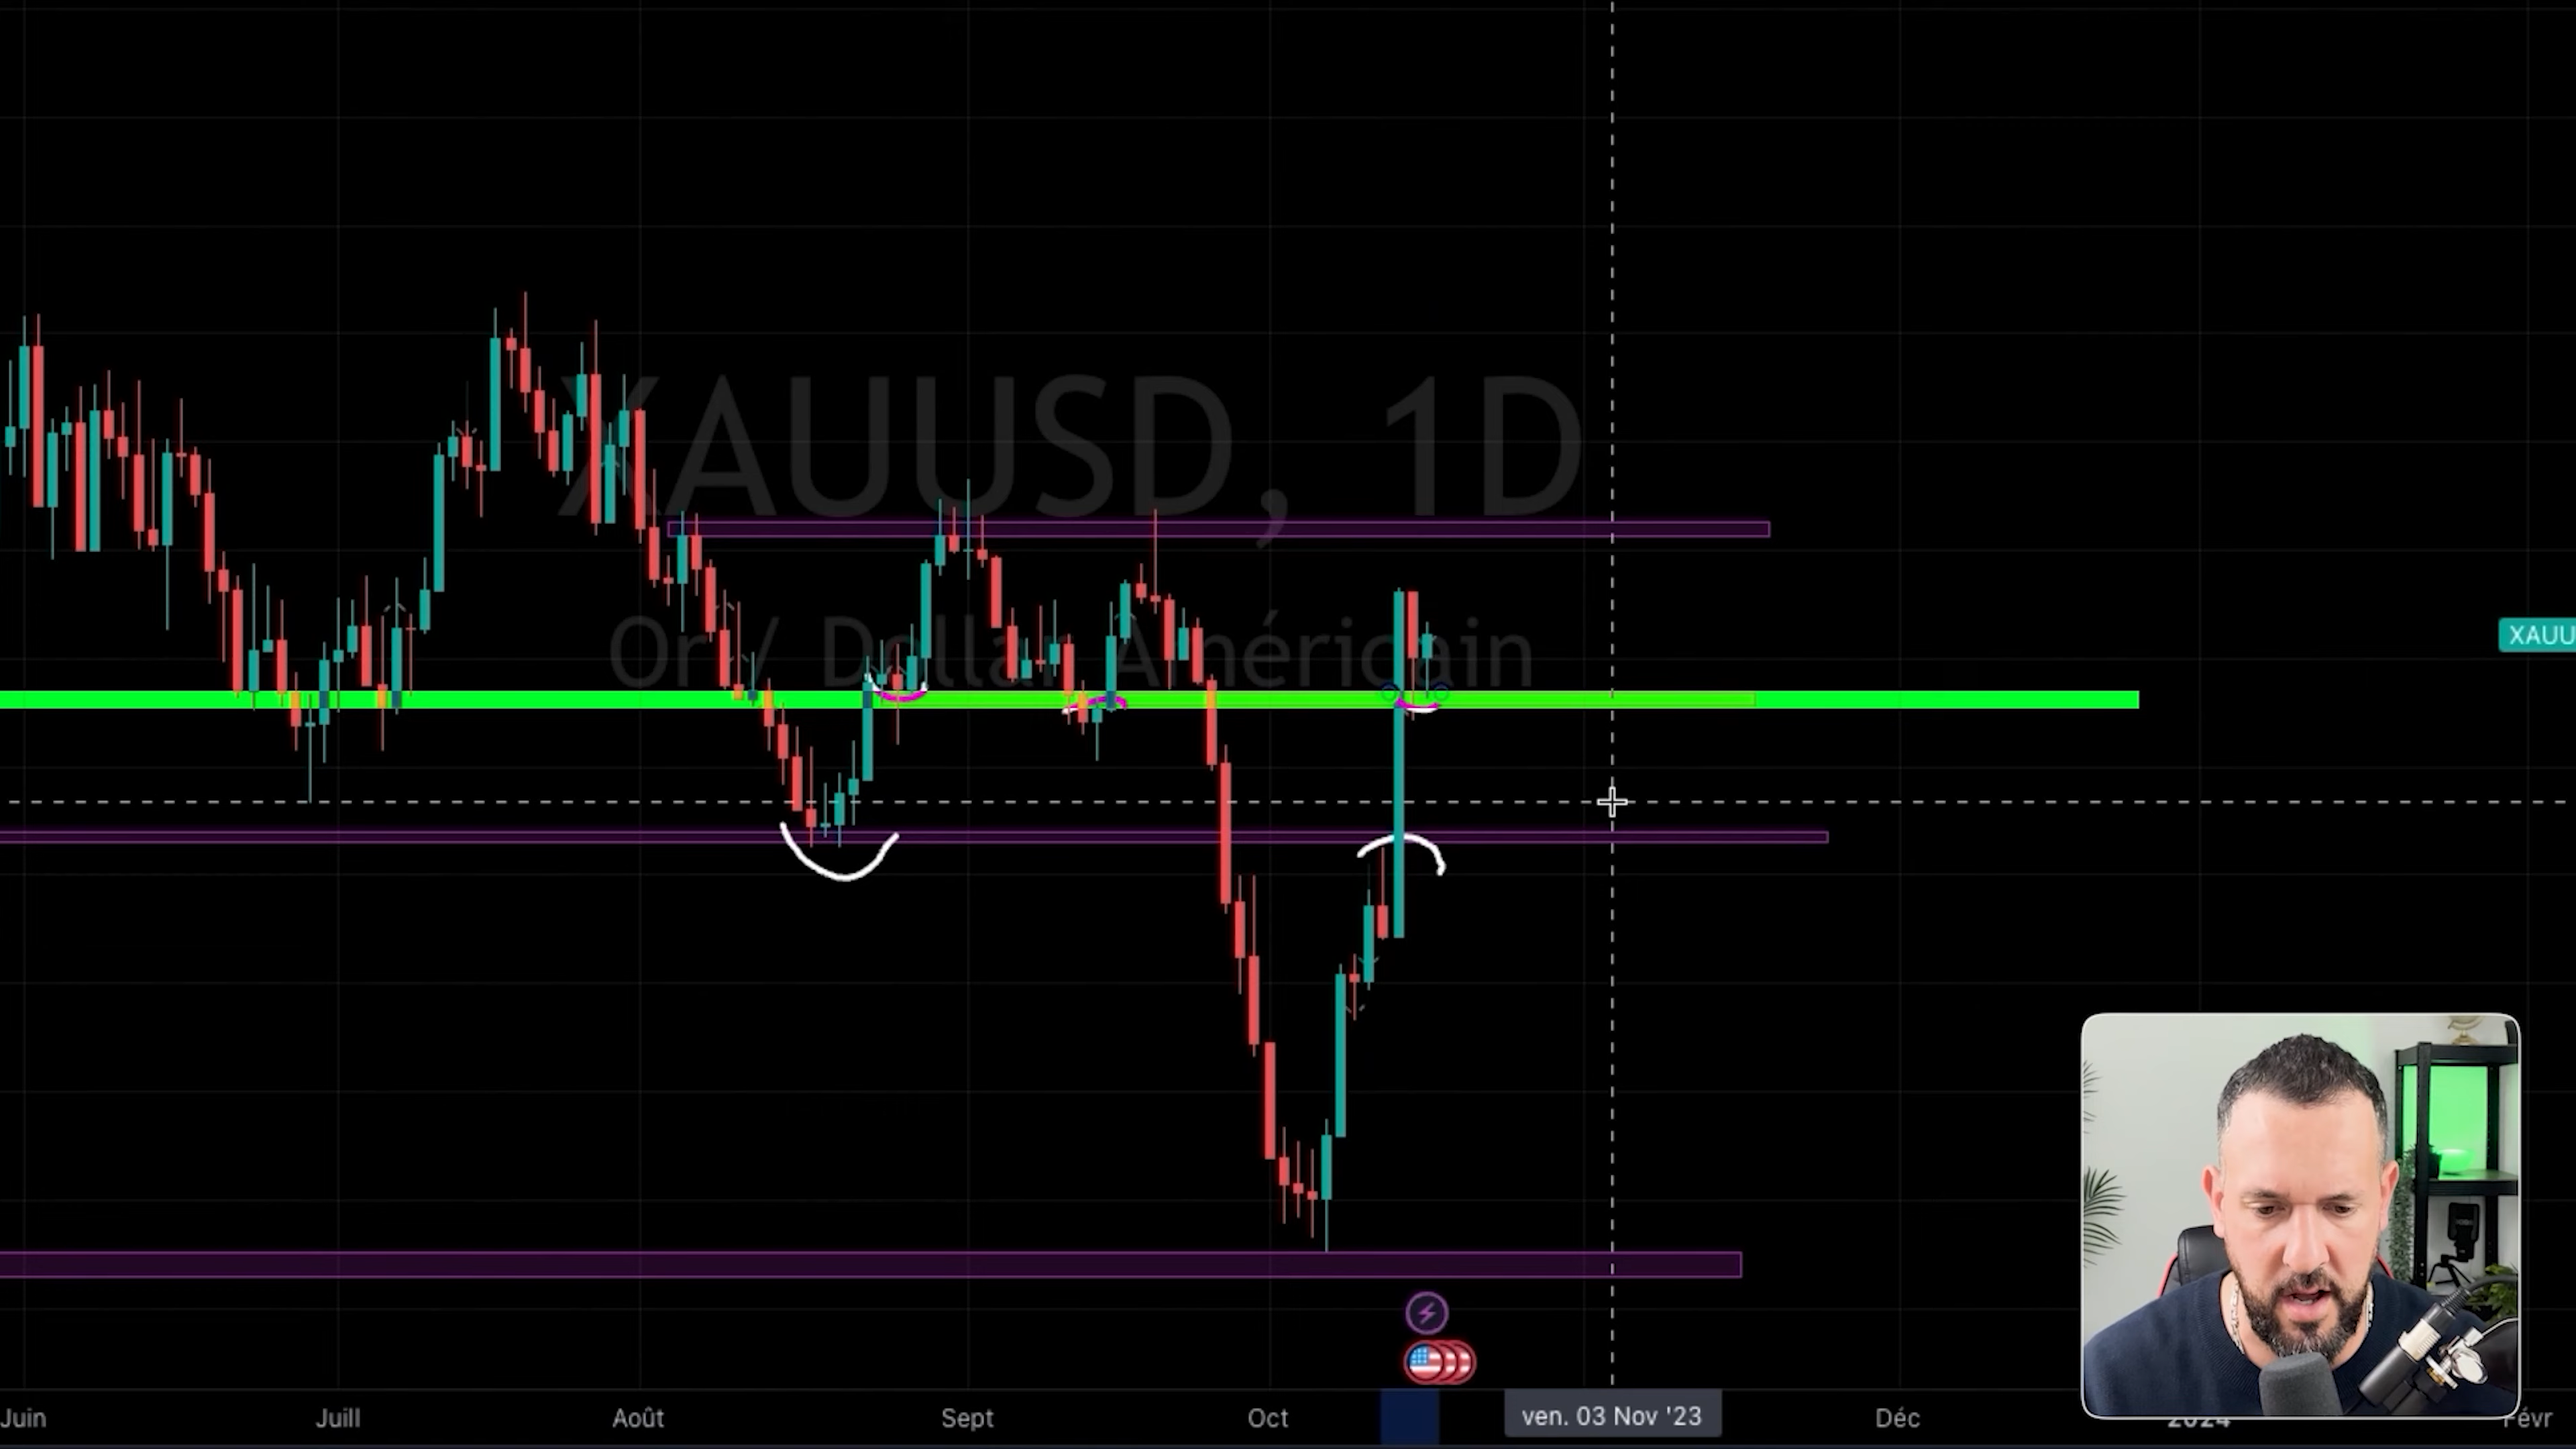 XAUUSD, 1D
Or / Dollar Américain
XAUU
Juin Juill Août Sept Oct ven. 03 Nov '23 Déc 2024 Févr